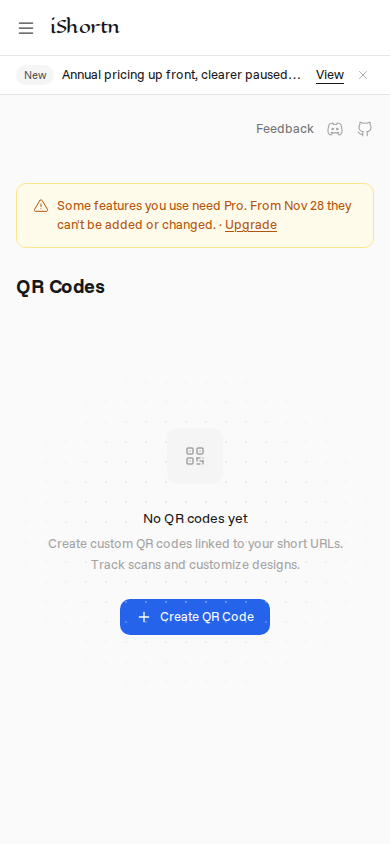 iShortn
New Annual pricing up front, clearer paused... View
Feedback
Some features you use need Pro. From Nov 28 they
can't be added or changed. · Upgrade
QR Codes
No QR codes yet
Create custom QR codes linked to your short URLs.
Track scans and customize designs.
Create QR Code